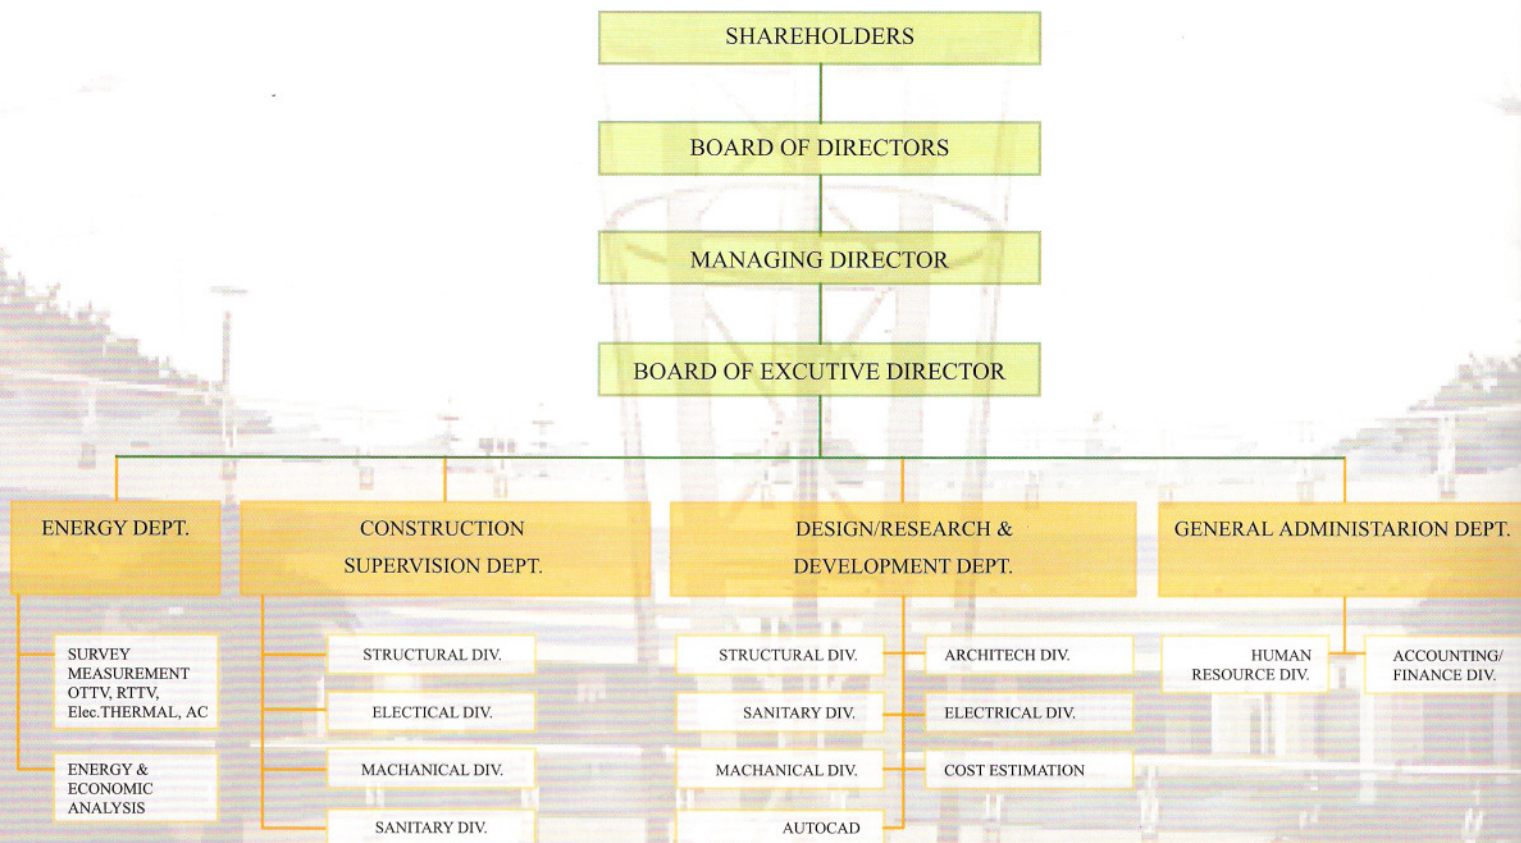 SHAREHOLDERS
BOARD OF DIRECTORS
MANAGING DIRECTOR
BOARD OF EXCUTIVE DIRECTOR
ENERGY DEPT.
SURVEY
MEASUREMENT
OTTV, RTTV,
Elec.THERMAL, AC
ENERGY &
ECONOMIC
ANALYSIS
CONSTRUCTION
SUPERVISION DEPT.
STRUCTURAL DIV.
ELECTICAL DIV.
MACHANICAL DIV.
SANITARY DIV.
DESIGN/RESEARCH &
DEVELOPMENT DEPT.
STRUCTURAL DIV.
SANITARY DIV.
MACHANICAL DIV.
AUTOCAD
ARCHITECH DIV.
ELECTRICAL DIV.
COST ESTIMATION
GENERAL ADMINISTARION DEPT.
HUMAN
RESOURCE DIV.
ACCOUNTING/
FINANCE DIV.